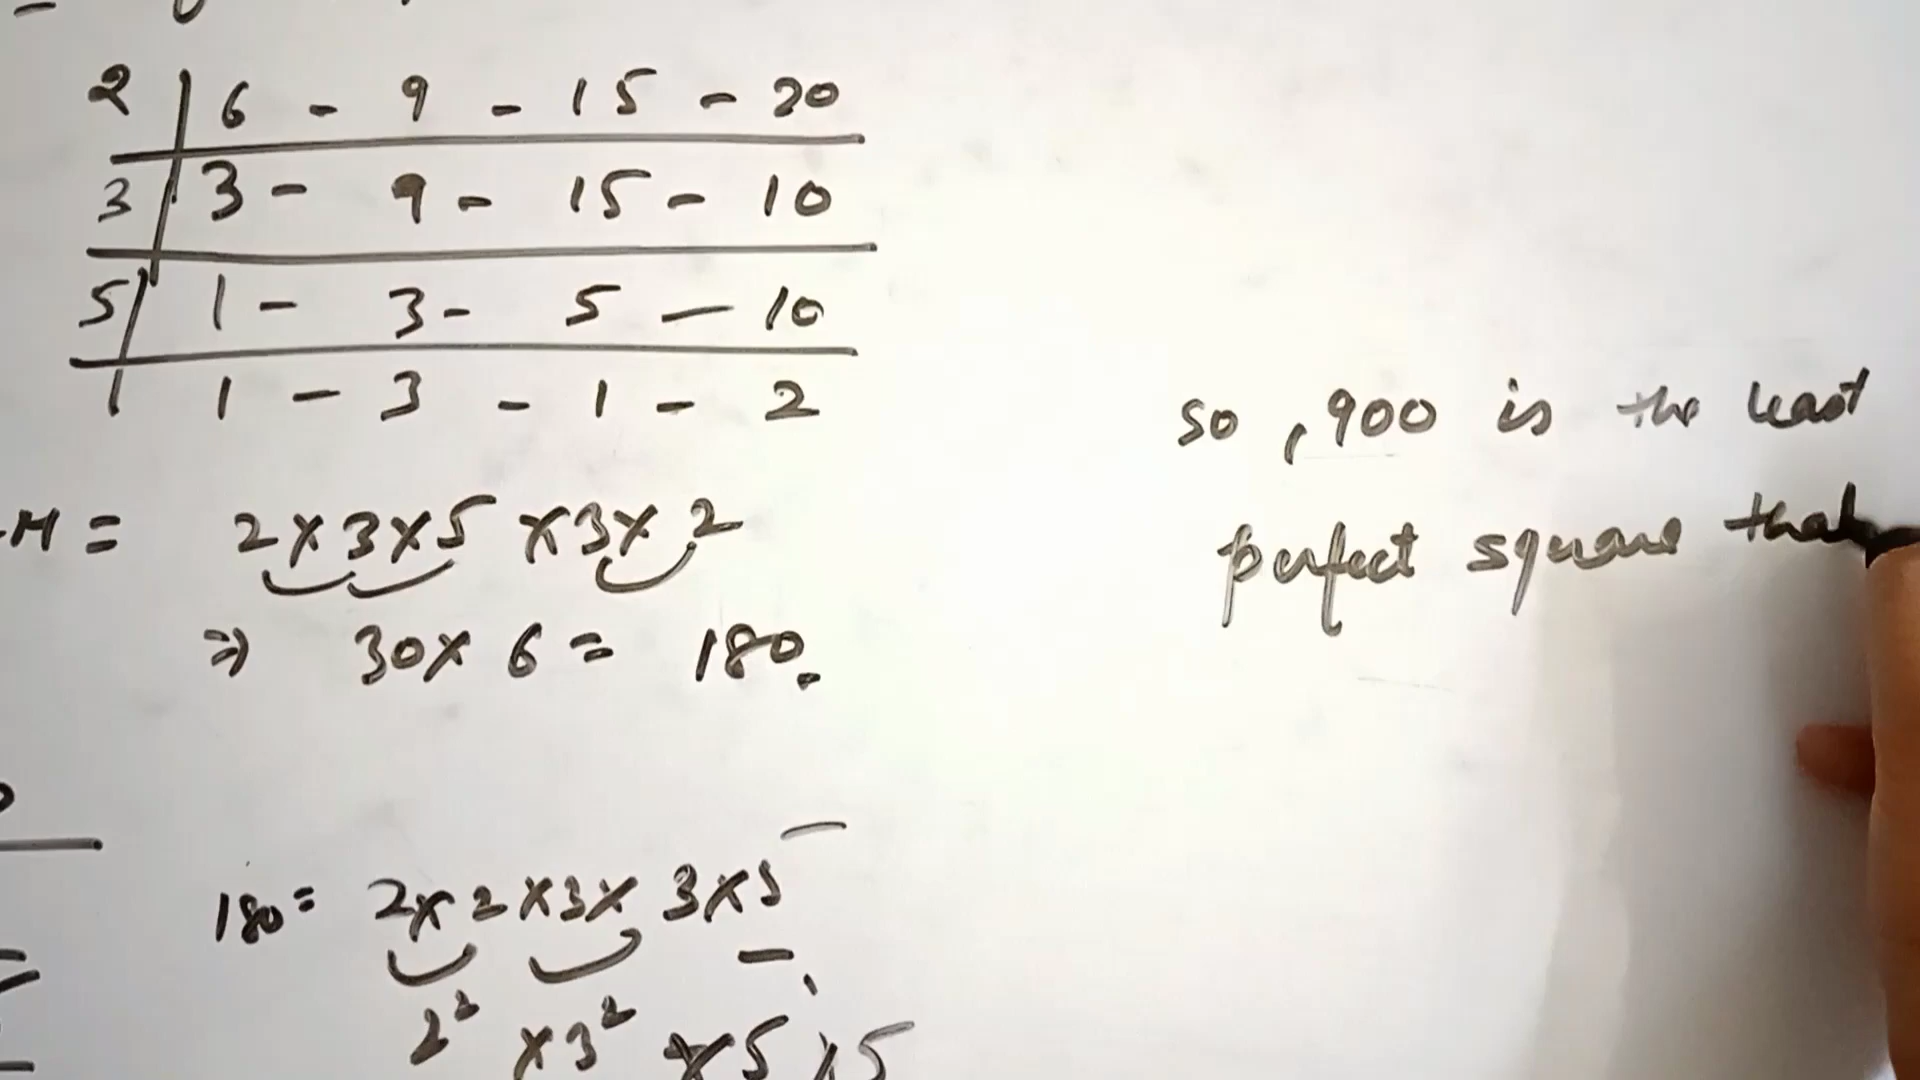 2 | 6 - 9 - 15 - 20
3 | 3 - 9 - 15 - 10
5 | 1 - 3 - 5 - 10
1 | 1 - 3 - 1 - 2
M = 2×3×5×3×2
⇒ 30×6 = 180.
180= 2×2×3×3×5
2² ×3² ×5×5
so, 900 is the least
perfect square that